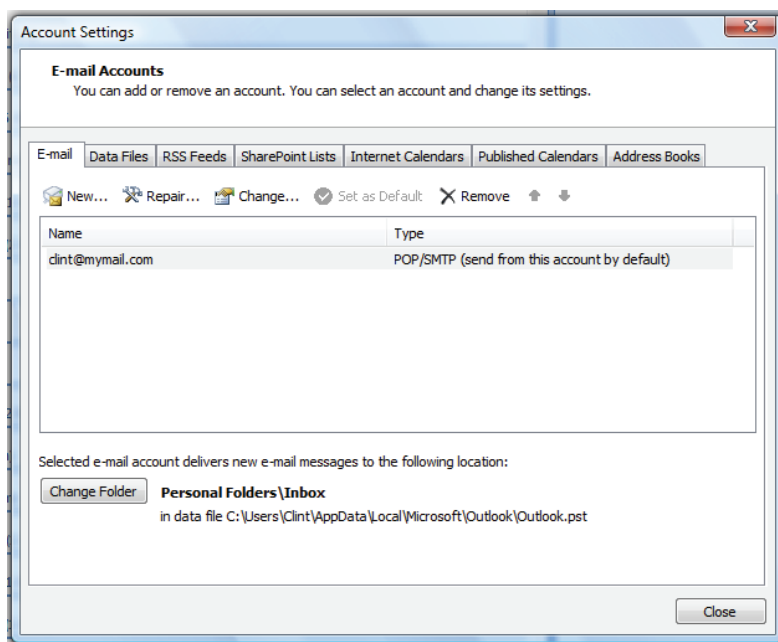 Account Settings
E-mail Accounts
You can add or remove an account. You can select an account and change its settings.
E-mail Data Files RSS Feeds SharePoint Lists Internet Calendars Published Calendars Address Books
New... Repair... Change... Set as Default Remove
Name Type
clint@mymail.com POP/SMTP (send from this account by default)
Selected e-mail account delivers new e-mail messages to the following location:
Change Folder Personal Folders\Inbox
in data file C:\Users\Clint\AppData\Local\Microsoft\Outlook\Outlook.pst
Close